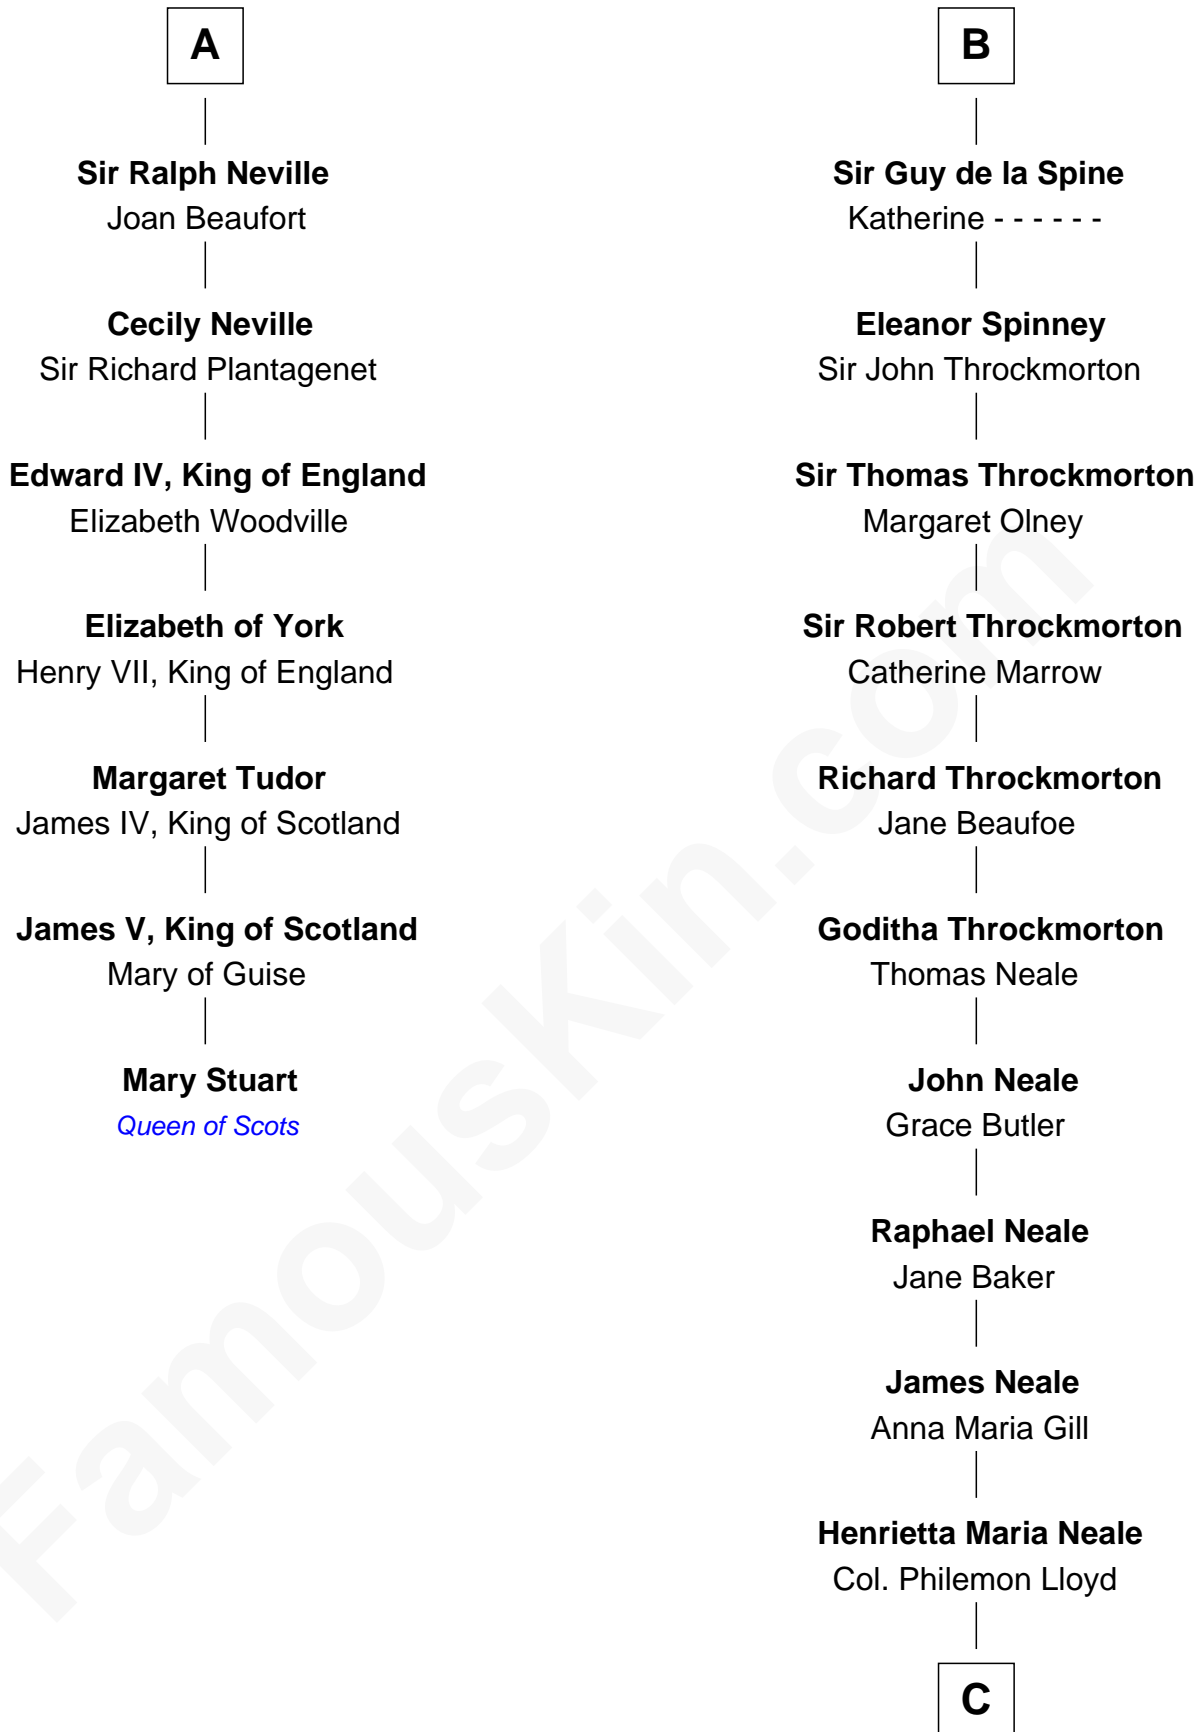 A
Sir Ralph Neville
Joan Beaufort
Cecily Neville
Sir Richard Plantagenet
Edward IV, King of England
Elizabeth Woodville
Elizabeth of York
Henry VII, King of England
Margaret Tudor
James IV, King of Scotland
James V, King of Scotland
Mary of Guise
Mary Stuart
Queen of Scots
B
Sir Guy de la Spine
Katherine - - - - - -
Eleanor Spinney
Sir John Throckmorton
Sir Thomas Throckmorton
Margaret Olney
Sir Robert Throckmorton
Catherine Marrow
Richard Throckmorton
Jane Beaufoe
Goditha Throckmorton
Thomas Neale
John Neale
Grace Butler
Raphael Neale
Jane Baker
James Neale
Anna Maria Gill
Henrietta Maria Neale
Col. Philemon Lloyd
C
FamousKin.com